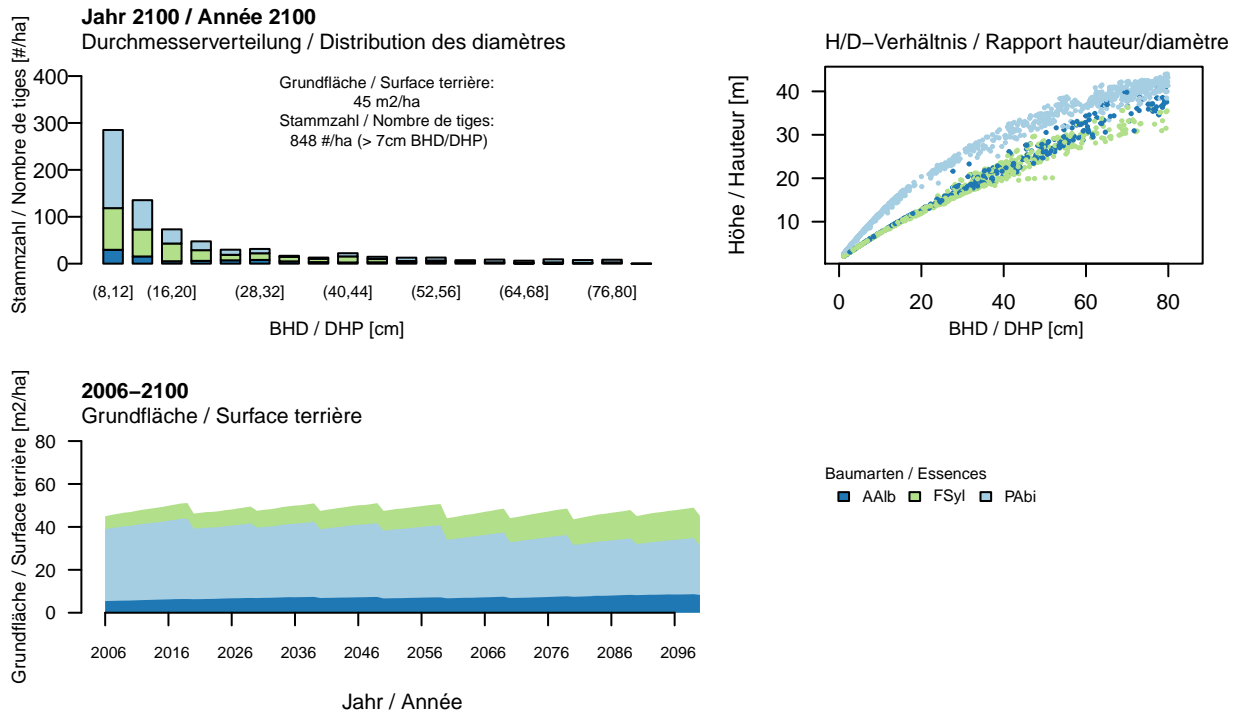 Jahr 2100 / Année 2100
Durchmesserverteilung / Distribution des diamètres
Stammzahl / Nombre de tiges [#/ha]
400
300
200
100
0
Grundfläche / Surface terrière:
45 m2/ha
Stammzahl / Nombre de tiges:
848 #/ha (> 7cm BHD/DHP)
(8,12] (16,20] (28,32] (40,44] (52,56] (64,68] (76,80]
BHD / DHP [cm]
H/D−Verhältnis / Rapport hauteur/diamètre
Höhe / Hauteur [m]
40
30
20
10
0 20 40 60 80
BHD / DHP [cm]
2006−2100
Grundfläche / Surface terrière
Grundfläche / Surface terrière [m2/ha]
80
60
40
20
0
2006 2016 2026 2036 2046 2056 2066 2076 2086 2096
Jahr / Année
Baumarten / Essences
AAlb FSyl PAbi